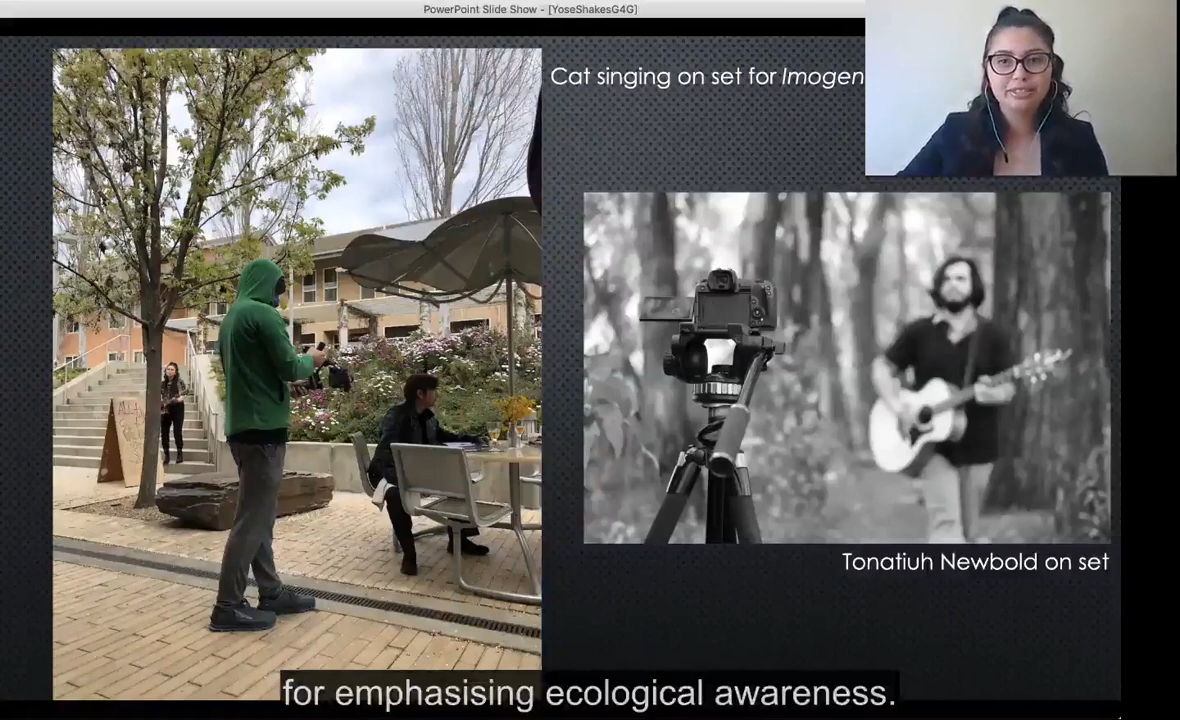 PowerPoint Slide Show - [YoseShakesG4G]
Cat singing on set for Imogen
Tonatiuh Newbold on set
for emphasising ecological awareness.